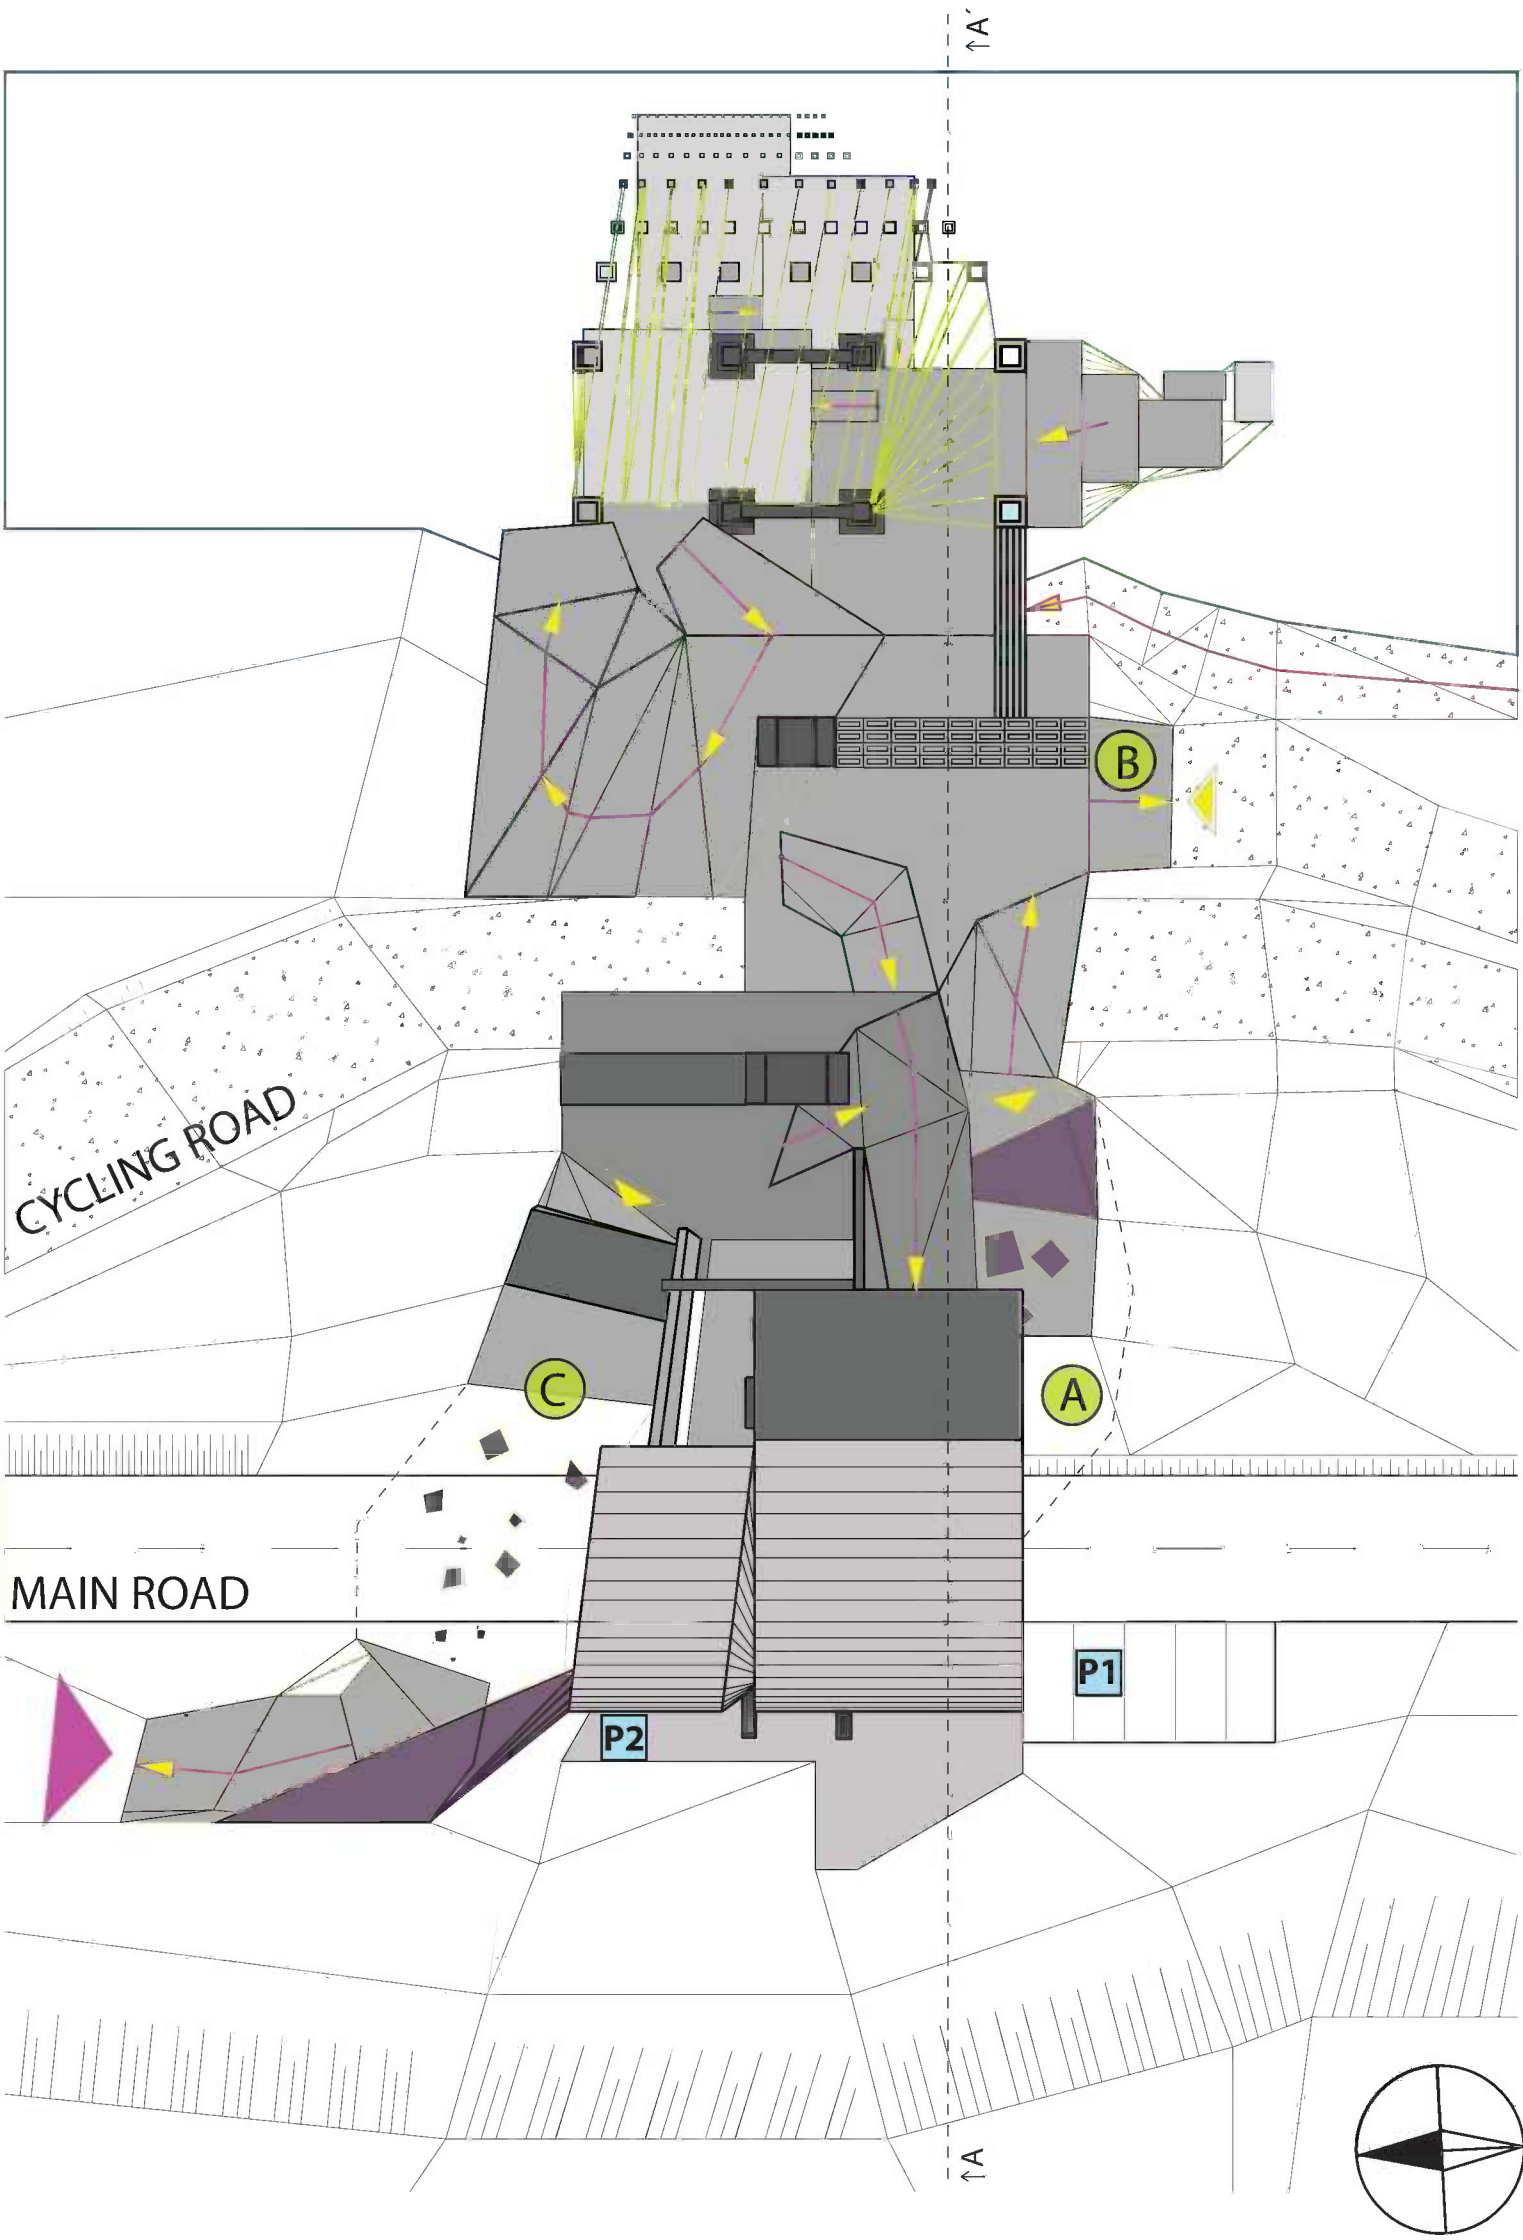 ↑A´
B
CYCLING ROAD
C
A
MAIN ROAD
P1
P2
↑A